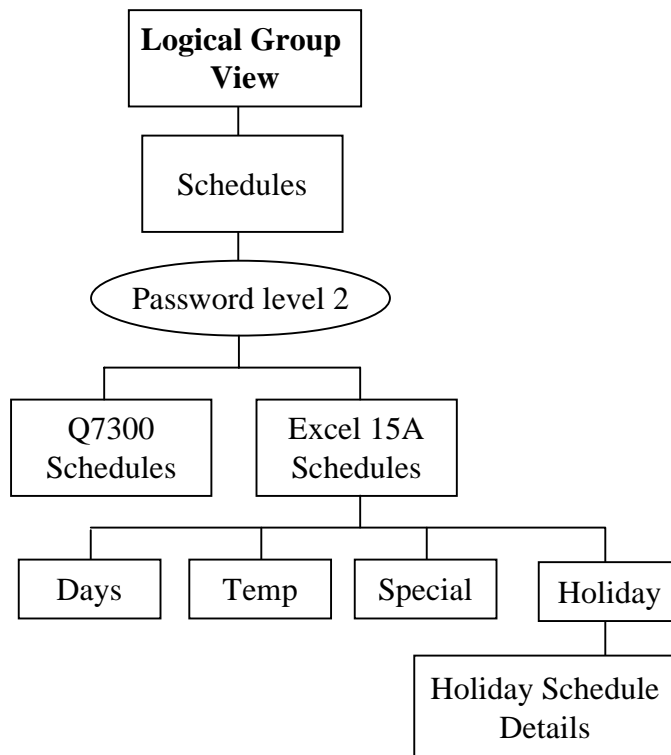 Logical Group
View
Schedules
Password level 2
Q7300
Schedules
Excel 15A
Schedules
Days
Temp
Special
Holiday
Holiday Schedule
Details